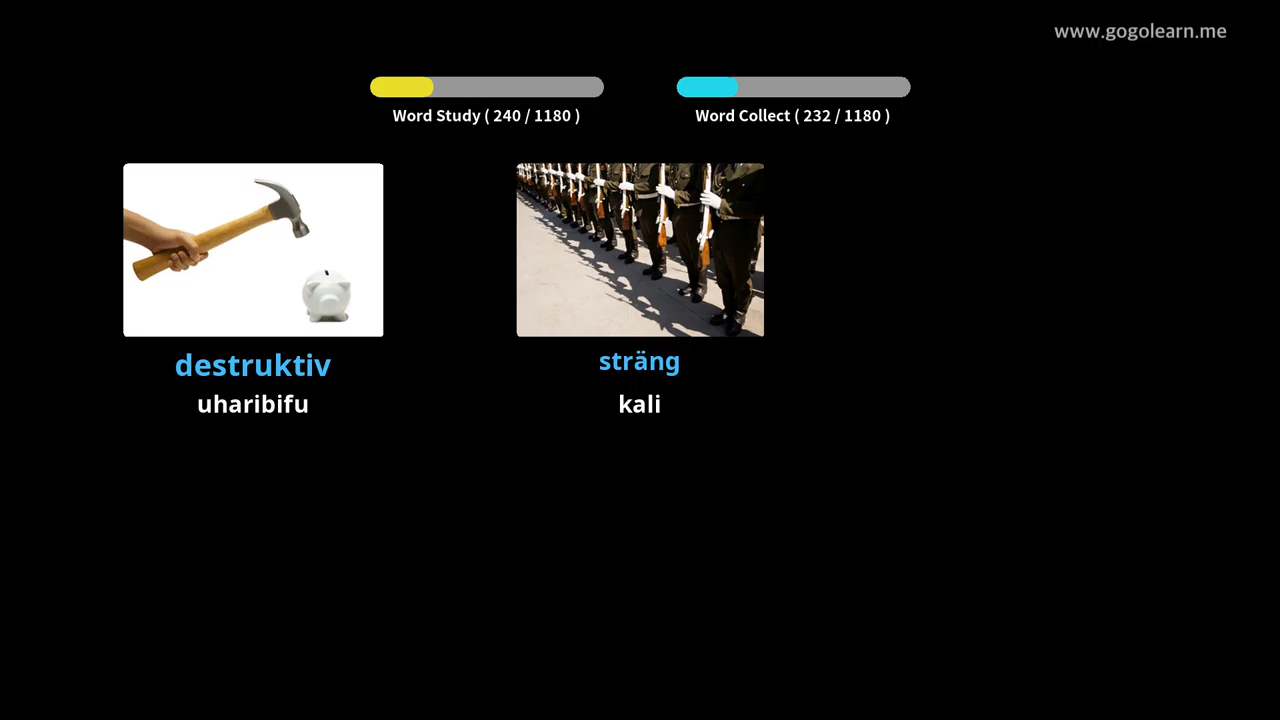 www.gogolearn.me
Word Study ( 240 / 1180 )
Word Collect ( 232 / 1180 )
destruktiv
uharibifu
sträng
kali